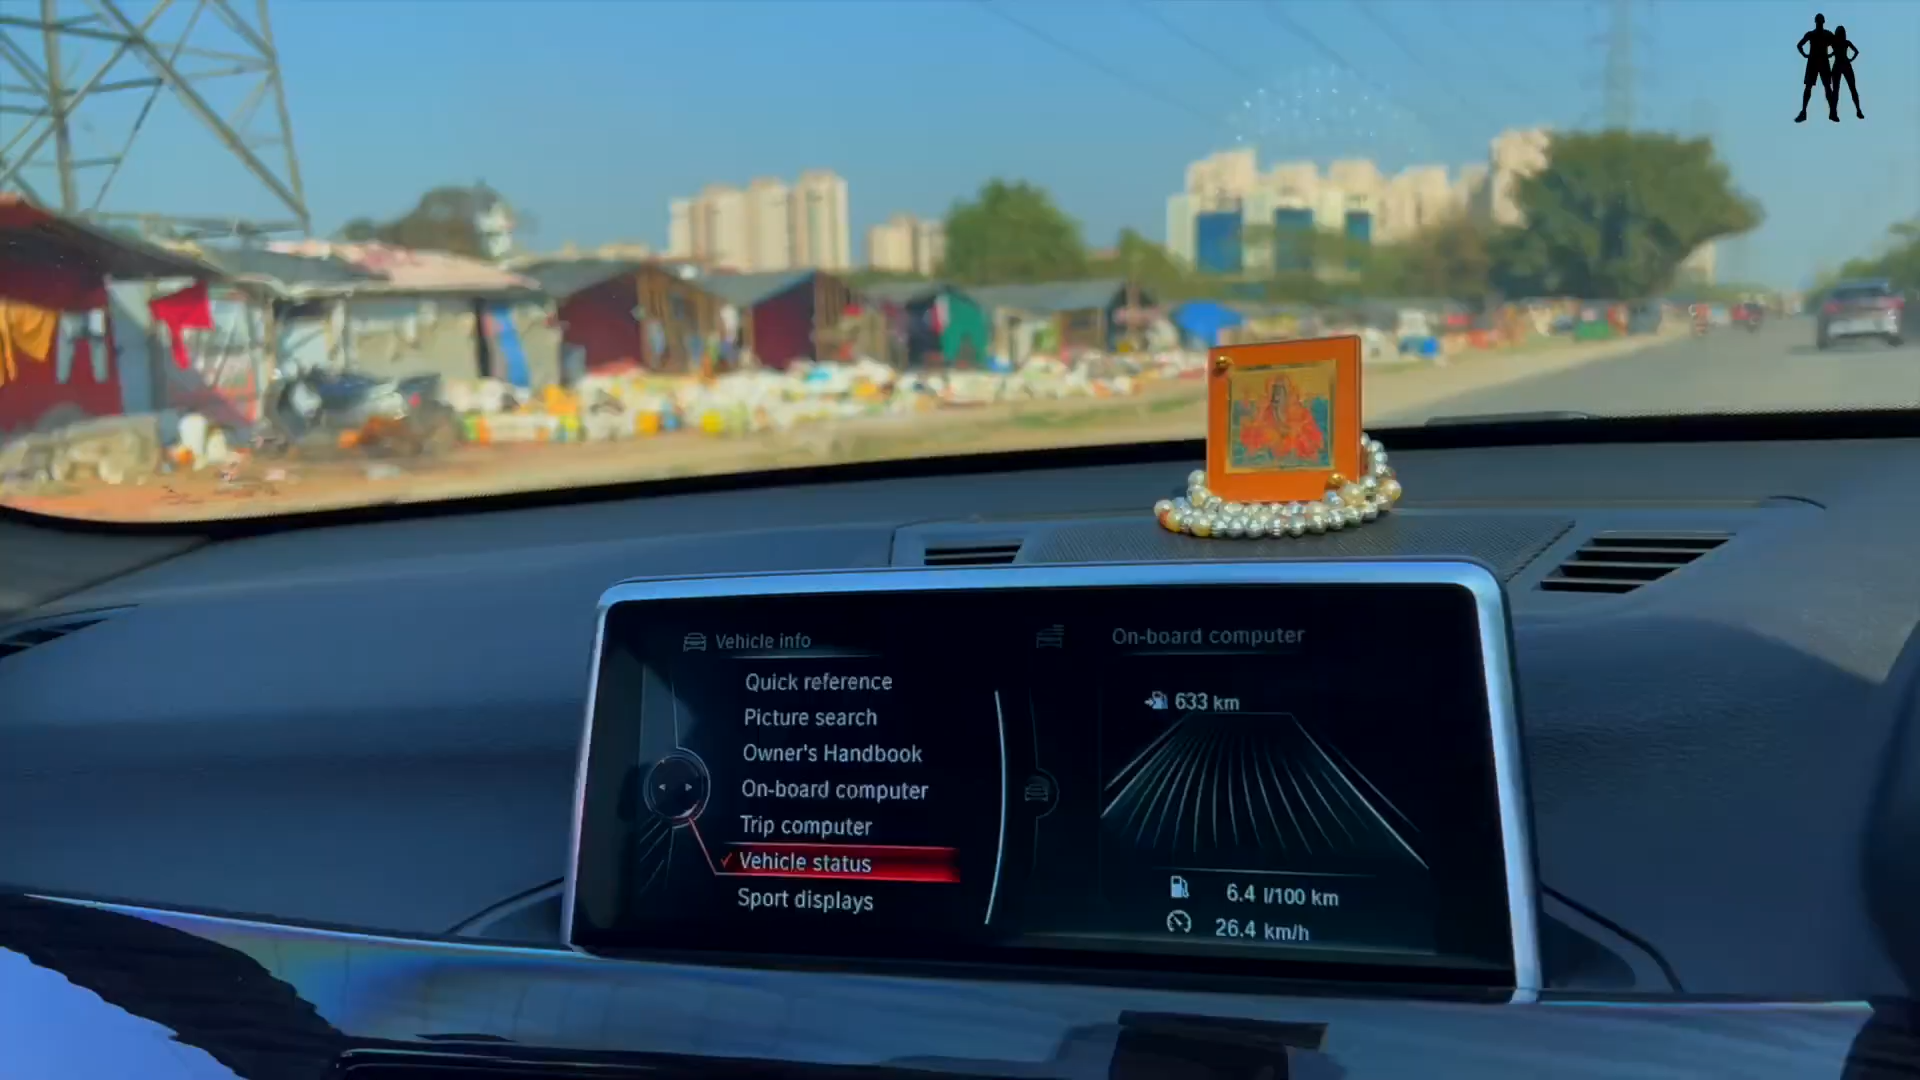 Vehicle info
Quick reference
Picture search
Owner's Handbook
On-board computer
Trip computer
Vehicle status
Sport displays
On-board computer
633 km
6.4 l/100 km
26.4 km/h